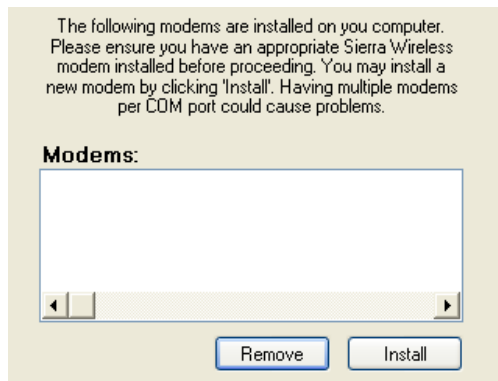 The following modems are installed on you computer.
Please ensure you have an appropriate Sierra Wireless
modem installed before proceeding. You may install a
new modem by clicking 'Install'. Having multiple modems
per COM port could cause problems.
Modems:
Remove Install